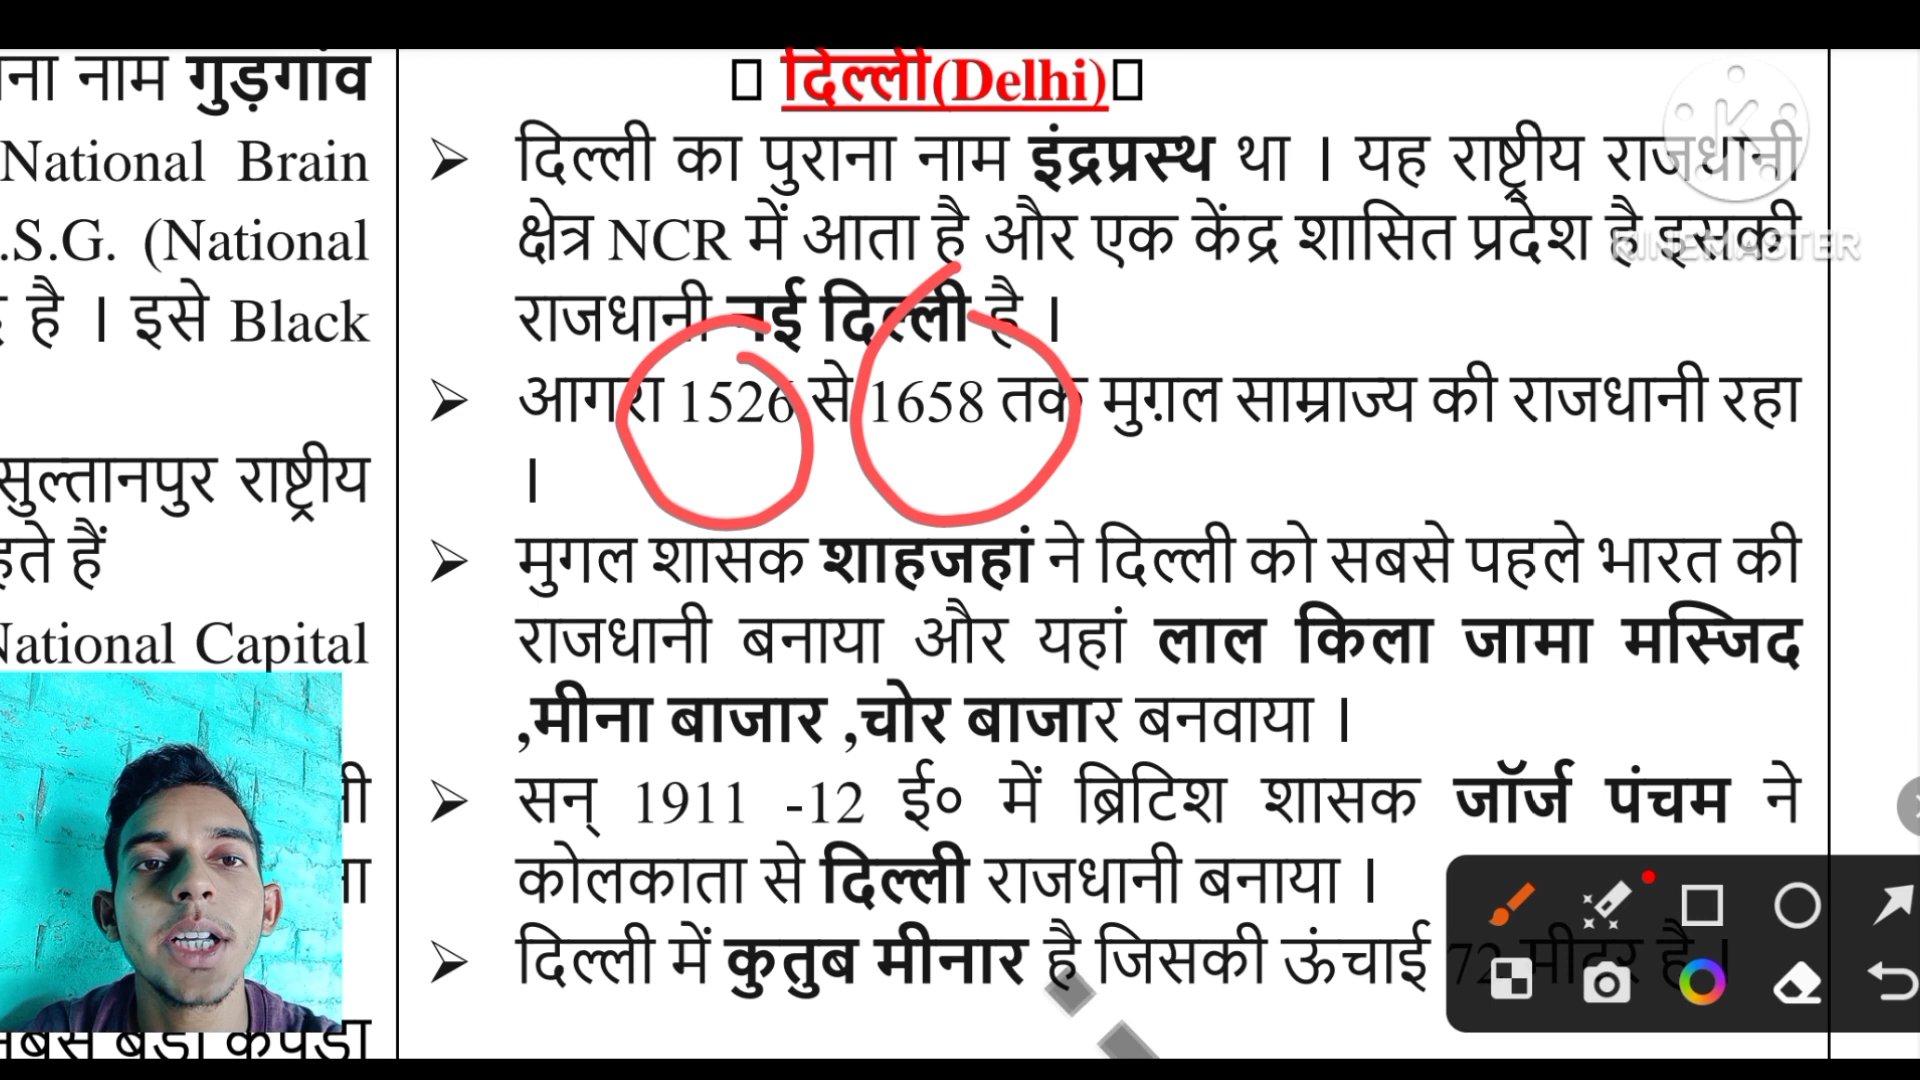 ना नाम गुड़गांव
National Brain
.S.G. (National
है । इसे Black
सुल्तानपुर राष्ट्रीय
हते हैं
National Capital
दिल्ली(Delhi)
➢ दिल्ली का पुराना नाम इंद्रप्रस्थ था । यह राष्ट्रीय राजधानी
क्षेत्र NCR में आता है और एक केंद्र शासित प्रदेश है इसकी
राजधानी नई दिल्ली है ।
➢ आगरा 1526 से 1658 तक मुग़ल साम्राज्य की राजधानी रहा
।
➢ मुगल शासक शाहजहां ने दिल्ली को सबसे पहले भारत की
राजधानी बनाया और यहां लाल किला जामा मस्जिद
,मीना बाजार ,चोर बाजार बनवाया ।
➢ सन् 1911 -12 ई० में ब्रिटिश शासक जॉर्ज पंचम ने
कोलकाता से दिल्ली राजधानी बनाया ।
➢ दिल्ली में कुतुब मीनार है जिसकी ऊंचाई 72 मीटर है ।
K
KINEMASTER